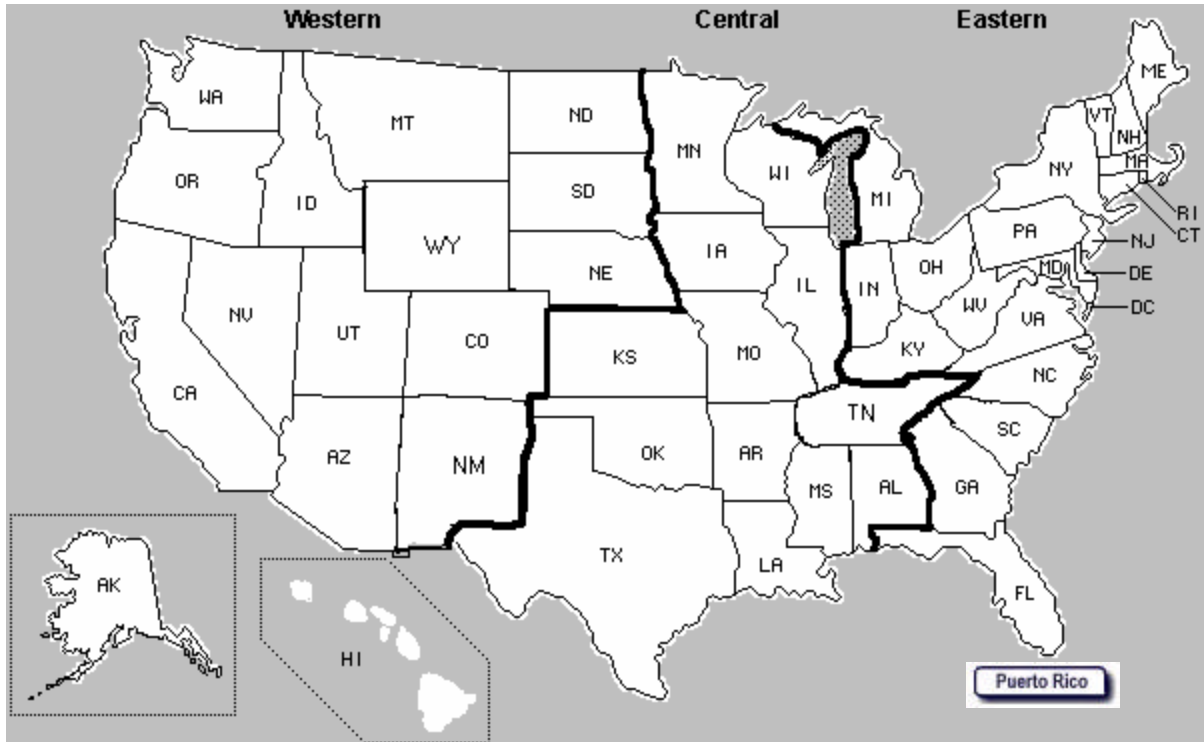 Western Central Eastern
ME
WA
VT
ND
MT
NH
MN
MA
OR
WI
NY
SD
ID
MI
RI
WY
PA
CT
NJ
IA
OH
MD
NE
DE
IL
IN
WV
DC
NV
VA
UT
CO
KY
KS
MO
NC
CA
TN
SC
AZ
OK
AR
NM
MS
AL
GA
TX
LA
AK
FL
HI
Puerto Rico